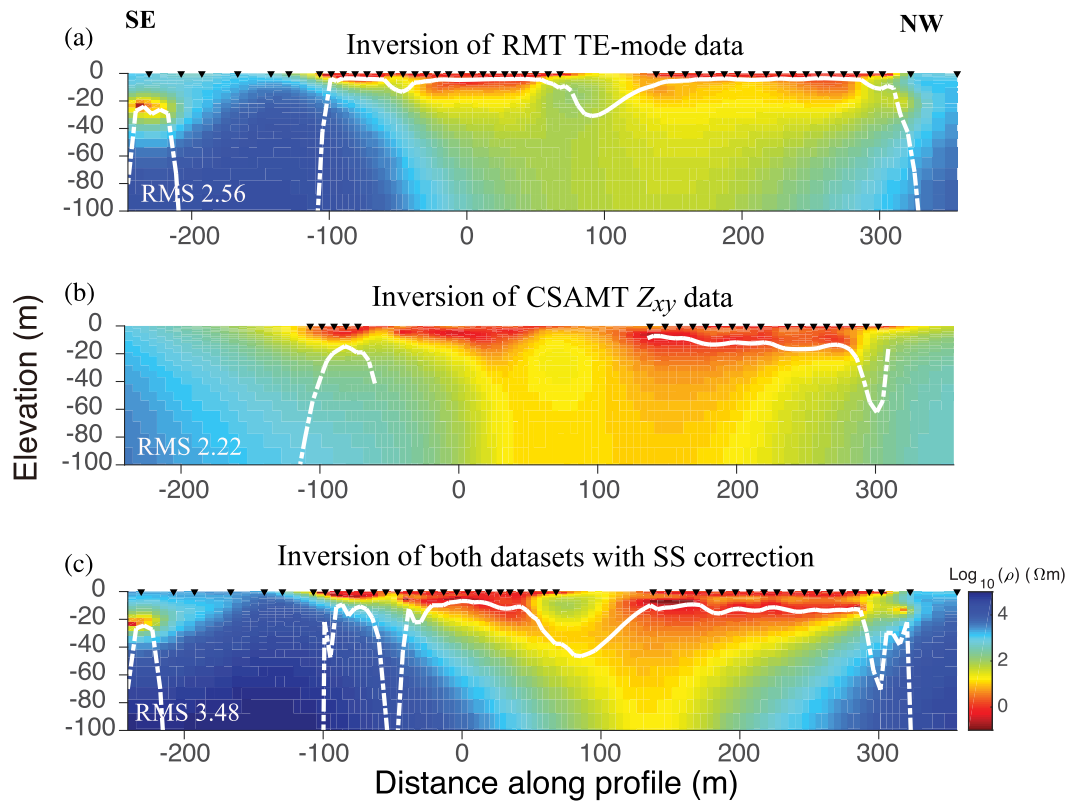 SE
NW
(a)
Inversion of RMT TE-mode data
0
-20
-40
-60
-80
-100
RMS 2.56
-200
-100
0
100
200
300
(b)
Inversion of CSAMT Zxy data
0
-20
-40
-60
-80
-100
RMS 2.22
-200
-100
0
100
200
300
Elevation (m)
(c)
Inversion of both datasets with SS correction
0
-20
-40
-60
-80
-100
RMS 3.48
-200
-100
0
100
200
300
Distance along profile (m)
Log10(ρ) (Ωm)
4
2
0